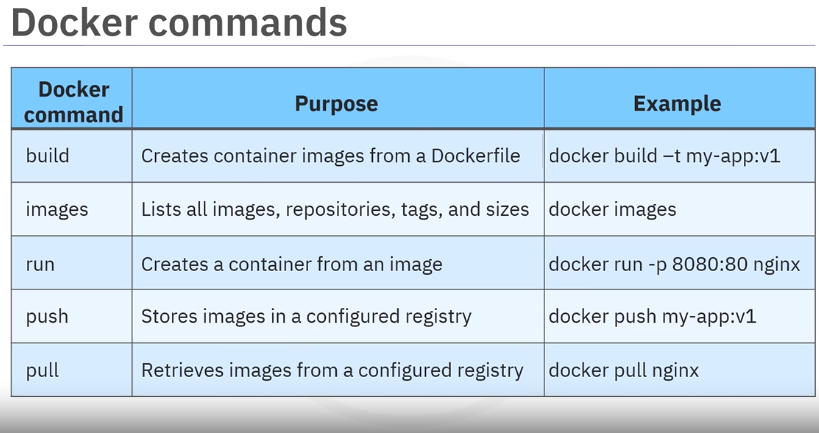 Docker commands
Docker
command
Purpose
Example
build
Creates container images from a Dockerfile
docker build –t my-app:v1
images
Lists all images, repositories, tags, and sizes
docker images
run
Creates a container from an image
docker run -p 8080:80 nginx
push
Stores images in a configured registry
docker push my-app:v1
pull
Retrieves images from a configured registry
docker pull nginx